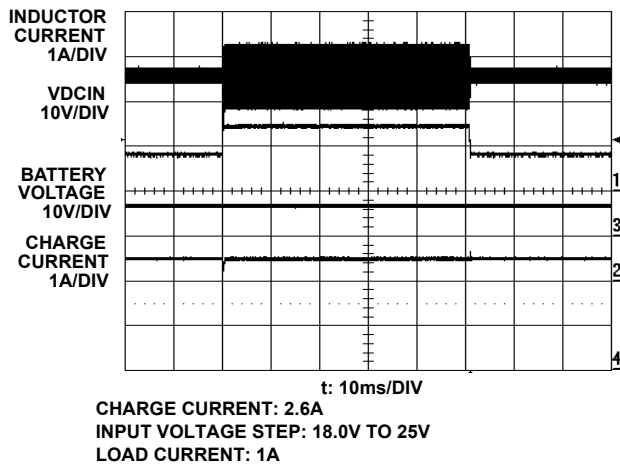 INDUCTOR
CURRENT
1A/DIV
VDCIN
10V/DIV
BATTERY
VOLTAGE
10V/DIV
CHARGE
CURRENT
1A/DIV
1
3
2
4
t: 10ms/DIV
CHARGE CURRENT: 2.6A
INPUT VOLTAGE STEP: 18.0V TO 25V
LOAD CURRENT: 1A